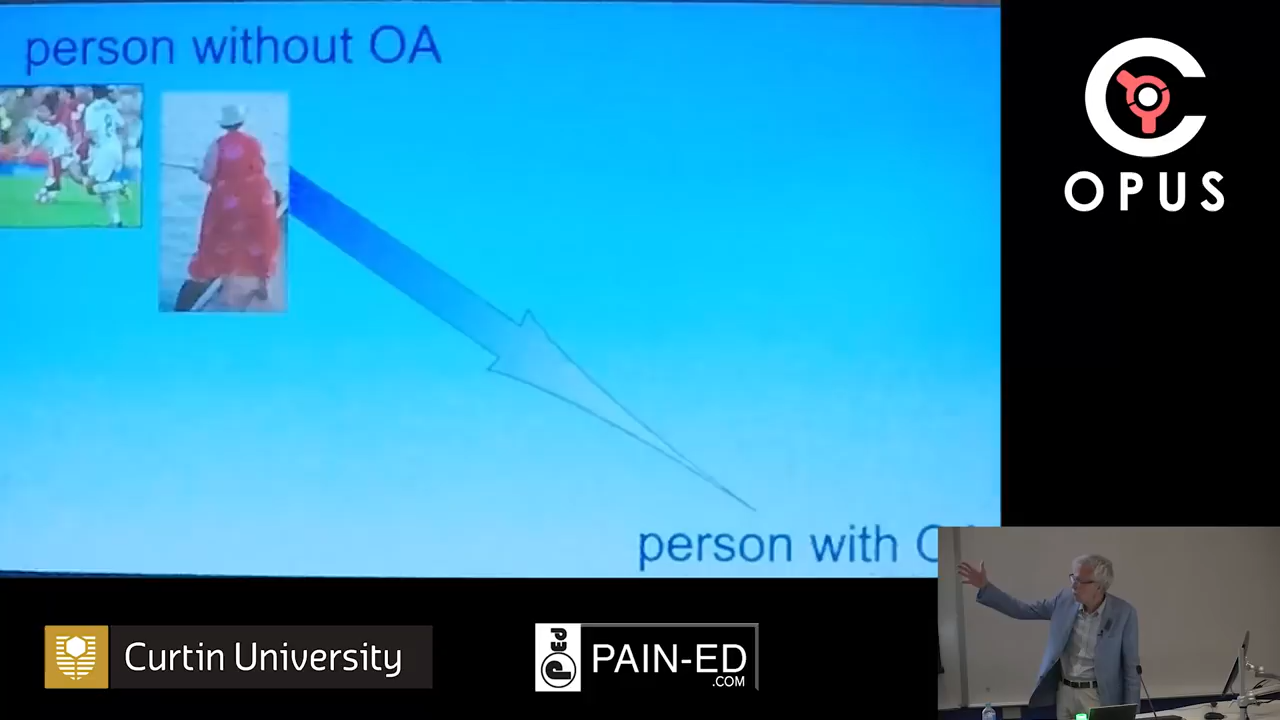 person without OA
OPUS
person with
Curtin University
PAIN-ED
.COM